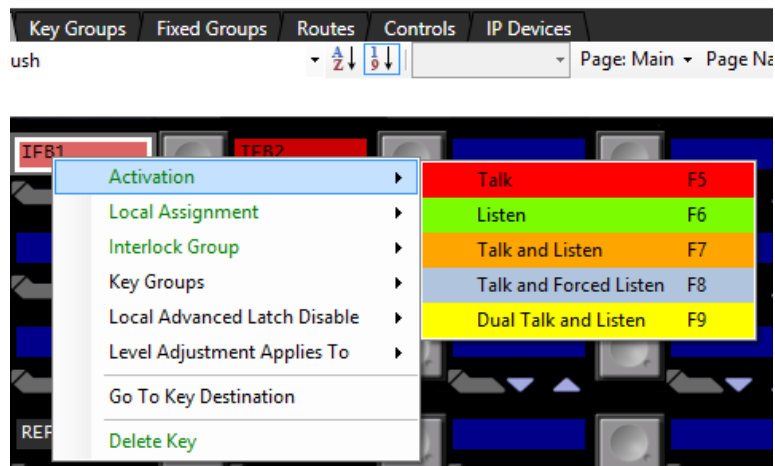 Key Groups Fixed Groups Routes Controls IP Devices
ush Page: Main Page Na
IFB1 IFB2
Activation
Local Assignment
Interlock Group
Key Groups
Local Advanced Latch Disable
Level Adjustment Applies To
Go To Key Destination
Delete Key
Talk F5
Listen F6
Talk and Listen F7
Talk and Forced Listen F8
Dual Talk and Listen F9
REF